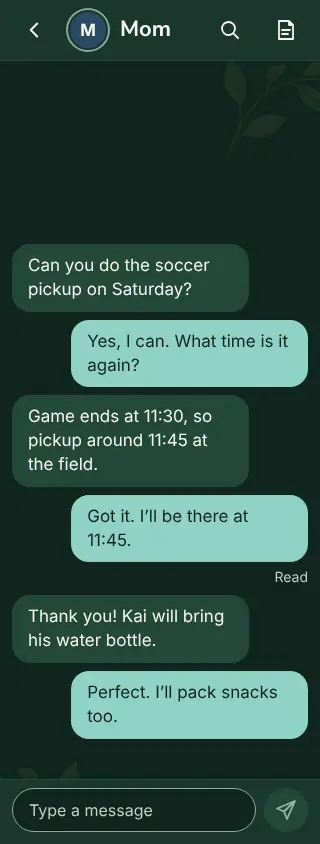 M
Mom
Can you do the soccer
pickup on Saturday?
Yes, I can. What time is it
again?
Game ends at 11:30, so
pickup around 11:45 at
the field.
Got it. I’ll be there at
11:45.
Read
Thank you! Kai will bring
his water bottle.
Perfect. I’ll pack snacks
too.
Type a message